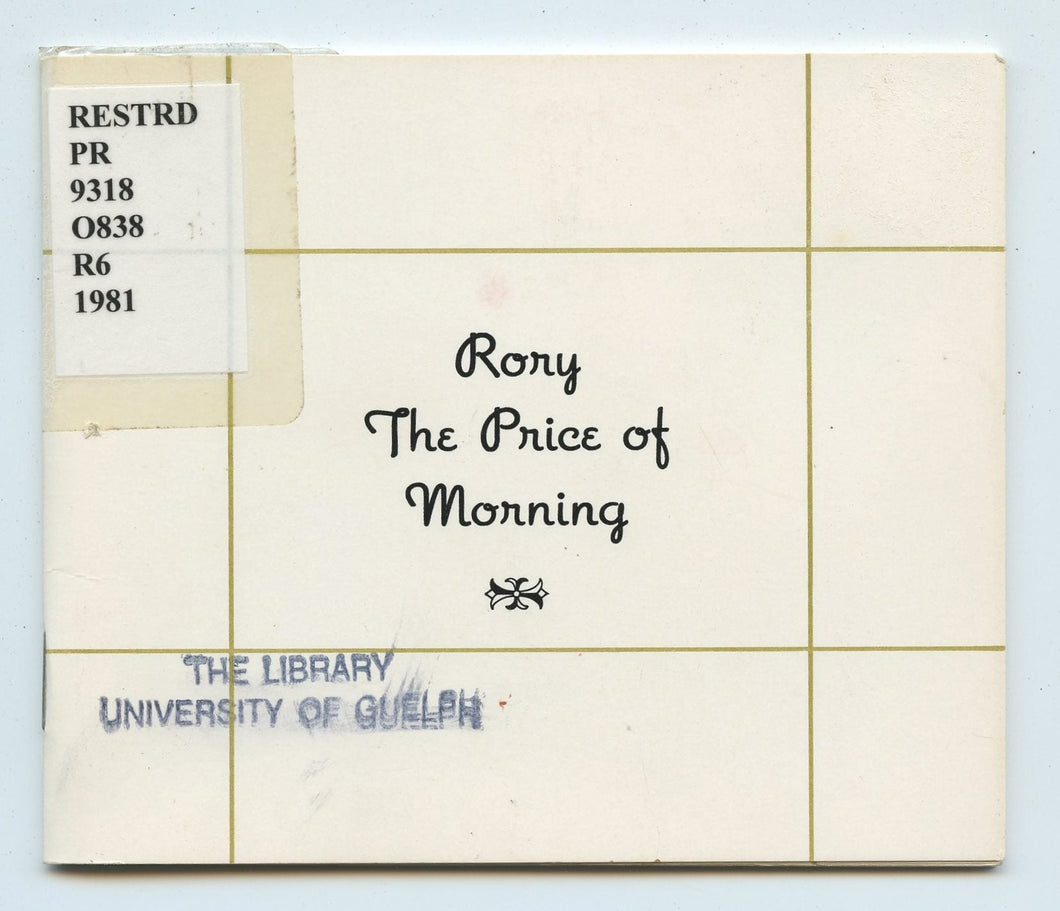 RESTRD
PR
9318
O838
R6
1981
Rory
The Price of
Morning
THE LIBRARY
UNIVERSITY OF GUELPH